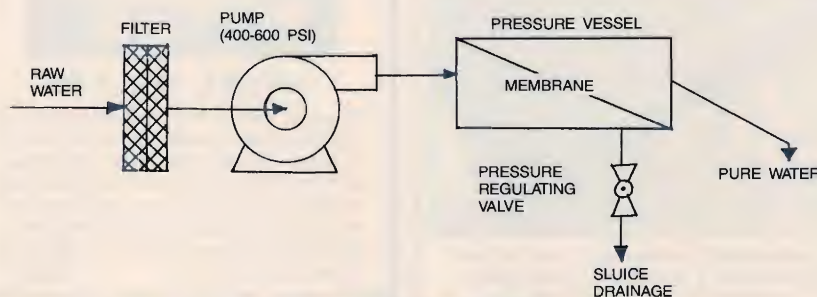 RAW
WATER
FILTER
PUMP
(400-600 PSI)
PRESSURE VESSEL
MEMBRANE
PRESSURE
REGULATING
VALVE
SLUICE
DRAINAGE
PURE WATER